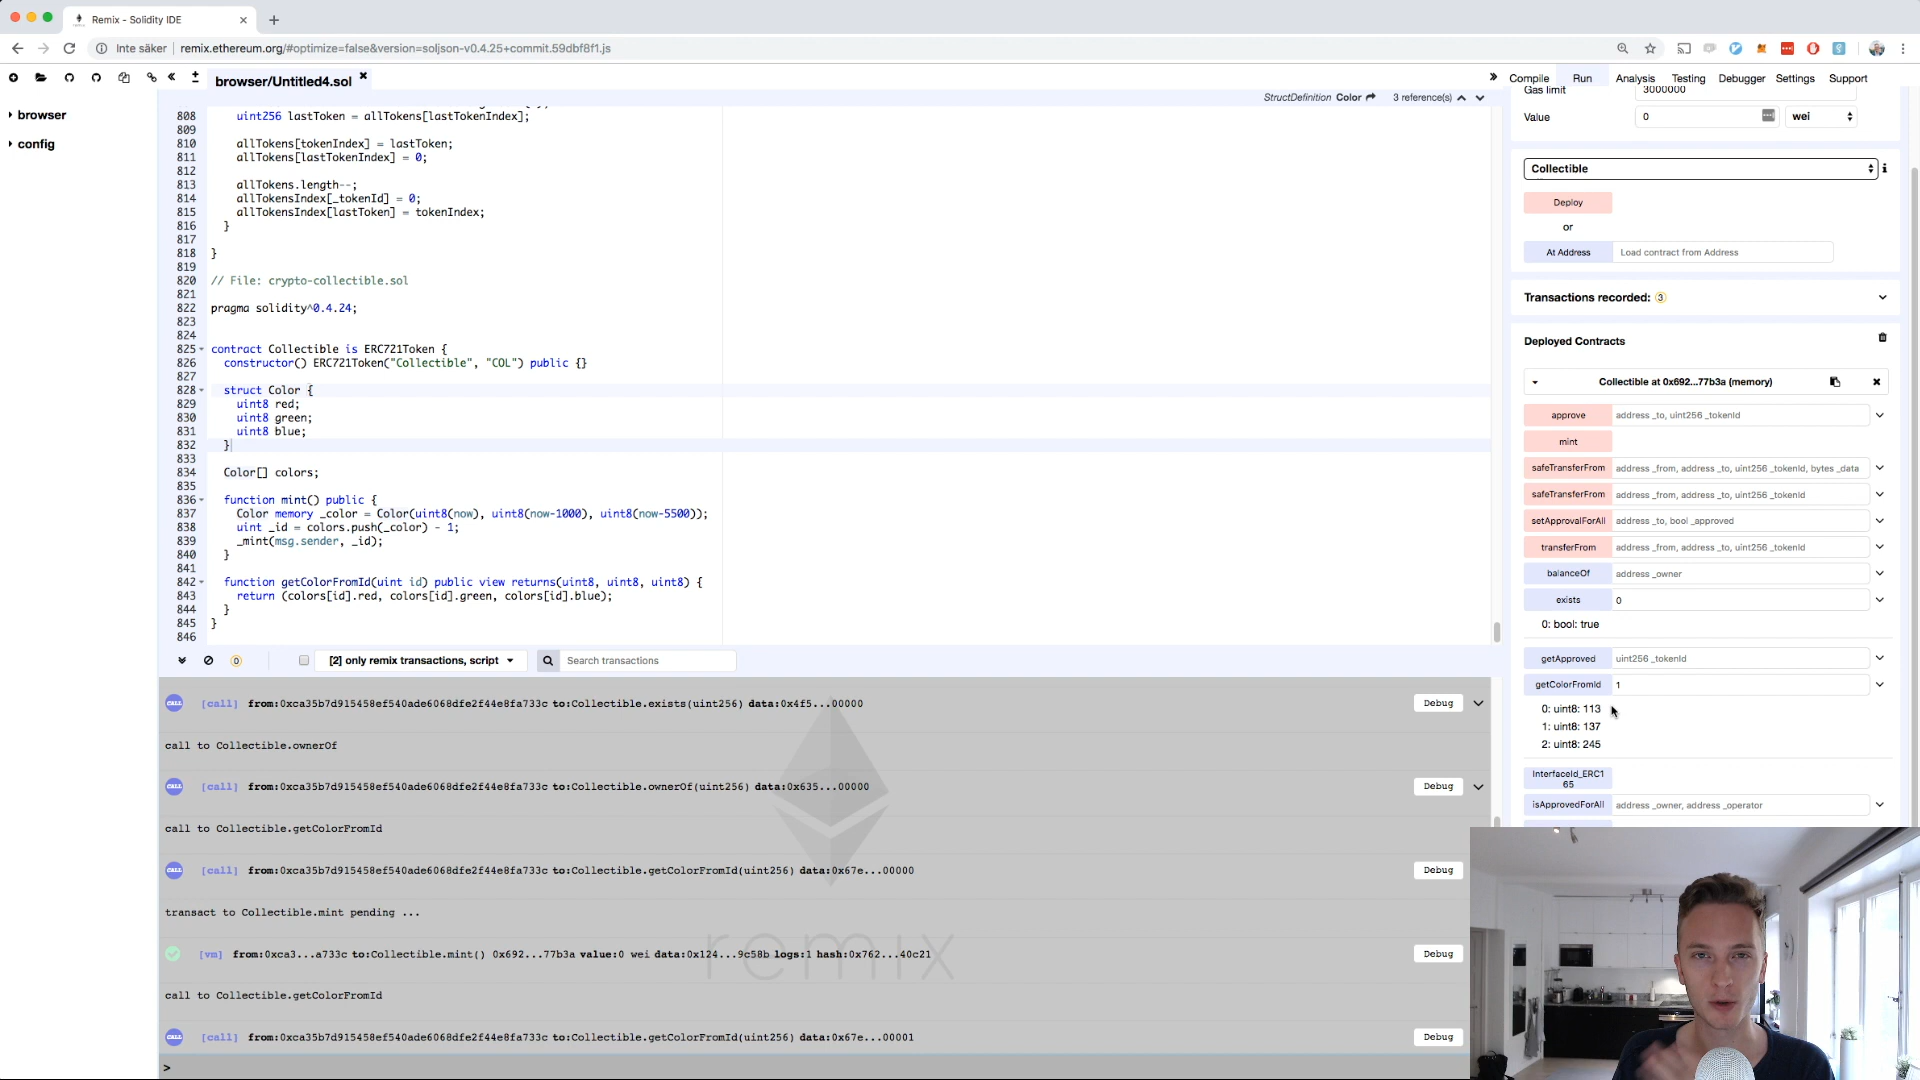 Remix - Solidity IDE
Inte säker
remix.ethereum.org/#optimize=false&version=soljson-v0.4.25+commit.59dbf8f1.js
browser/Untitled4.sol
Compile Run Analysis Testing Debugger Settings Support
browser
config
StructDefinition Color 3 reference(s)
808 uint256 lastToken = allTokens[lastTokenIndex];
809
810 allTokens[tokenIndex] = lastToken;
811 allTokens[lastTokenIndex] = 0;
812
813 allTokens.length--;
814 allTokensIndex[_tokenId] = 0;
815 allTokensIndex[lastToken] = tokenIndex;
816 }
817
818 }
819
820 // File: crypto-collectible.sol
821
822 pragma solidity^0.4.24;
823
824
825 contract Collectible is ERC721Token {
826 constructor() ERC721Token("Collectible", "COL") public {}
827
828 struct Color {
829 uint8 red;
830 uint8 green;
831 uint8 blue;
832 }
833
834 Color[] colors;
835
836 function mint() public {
837 Color memory _color = Color(uint8(now), uint8(now-1000), uint8(now-5500));
838 uint _id = colors.push(_color) - 1;
839 _mint(msg.sender, _id);
840 }
841
842 function getColorFromId(uint id) public view returns(uint8, uint8, uint8) {
843 return (colors[id].red, colors[id].green, colors[id].blue);
844 }
845 }
846
0 [2] only remix transactions, script Search transactions
[call] from:0xca35b7d915458ef540ade6068dfe2f44e8fa733c to:Collectible.exists(uint256) data:0x4f5...00000 Debug
call to Collectible.ownerOf
[call] from:0xca35b7d915458ef540ade6068dfe2f44e8fa733c to:Collectible.ownerOf(uint256) data:0x635...00000 Debug
call to Collectible.getColorFromId
[call] from:0xca35b7d915458ef540ade6068dfe2f44e8fa733c to:Collectible.getColorFromId(uint256) data:0x67e...00000 Debug
transact to Collectible.mint pending ...
[vm] from:0xca3...a733c to:Collectible.mint() 0x692...77b3a value:0 wei data:0x124...9c58b logs:1 hash:0x762...40c21 Debug
call to Collectible.getColorFromId
[call] from:0xca35b7d915458ef540ade6068dfe2f44e8fa733c to:Collectible.getColorFromId(uint256) data:0x67e...00001 Debug
>
remix
Gas limit 3000000
Value 0 wei
Collectible
Deploy
or
At Address Load contract from Address
Transactions recorded: 3
Deployed Contracts
Collectible at 0x692...77b3a (memory)
approve address _to, uint256 _tokenId
mint
safeTransferFrom address _from, address _to, uint256 _tokenId, bytes _data
safeTransferFrom address _from, address _to, uint256 _tokenId
setApprovalForAll address _to, bool _approved
transferFrom address _from, address _to, uint256 _tokenId
balanceOf address _owner
exists 0
0: bool: true
getApproved uint256 _tokenId
getColorFromId 1
0: uint8: 113
1: uint8: 137
2: uint8: 245
InterfaceId_ERC1
65
isApprovedForAll address _owner, address _operator